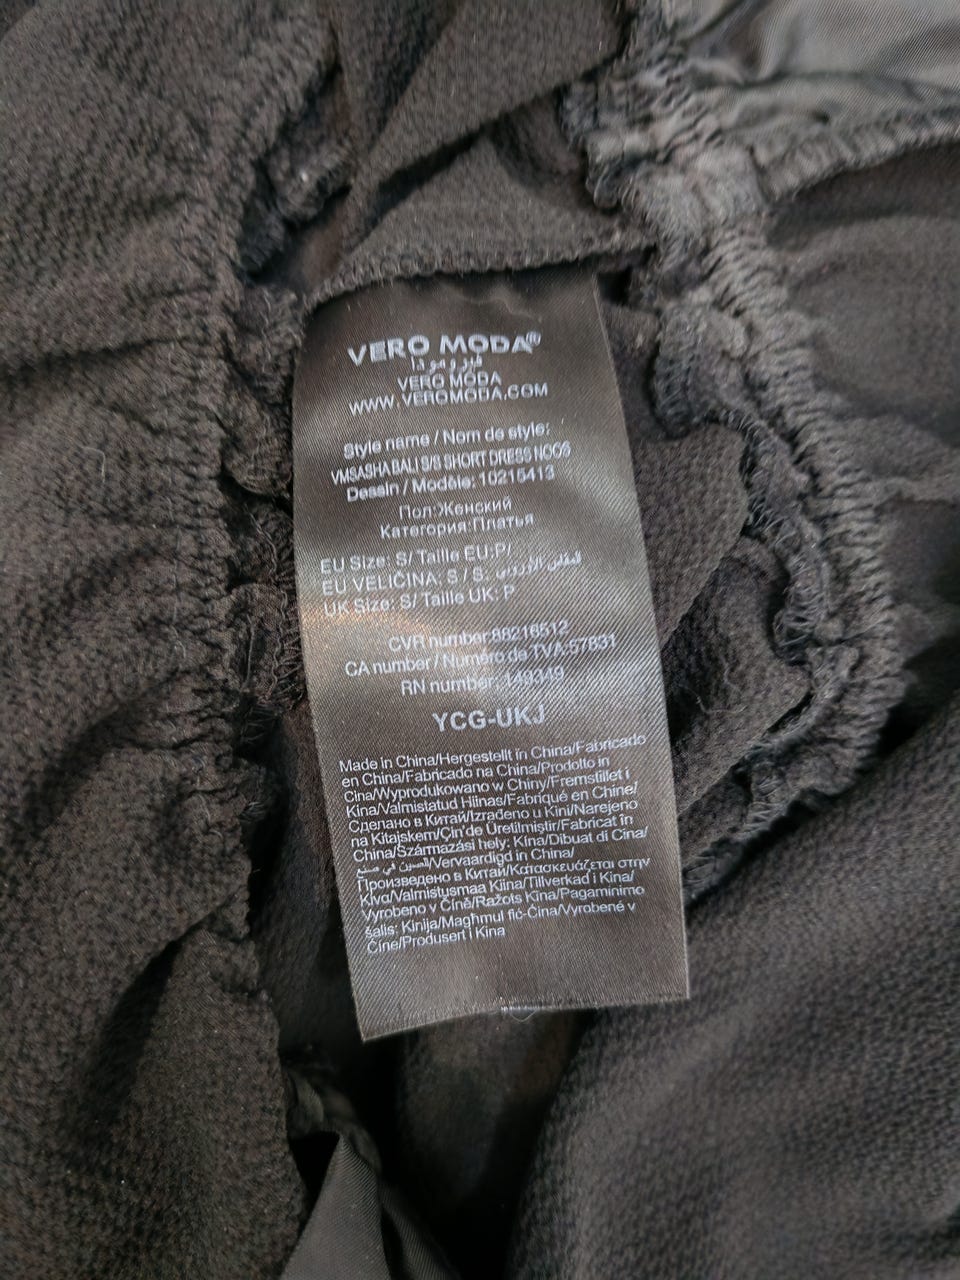 VERO MODA®
فيرو مودا
VERO MODA
WWW.VEROMODA.COM
Style name / Nom de style:
VMSASHA BALI S/S SHORT DRESS NOOS
Dessin / Modèle: 10215413
Пол:Женский
Категория:Платья
EU Size: S/ Taille EU:P/
EU VELIČINA: S / S: المقاس الأوروبي
UK Size: S/ Taille UK: P
CVR number:88216512
CA number/ Numéro de TVA:57831
RN number: 149349
YCG-UKJ
Made in China/Hergestellt in China/Fabricado
en China/Fabricado na China/Prodotto in
Cina/Wyprodukowano w Chiny/Fremstillet i
Kina/Valmistatud Hiinas/Fabriqué en Chine/
Сделано в Китай/Izrađeno u Kini/Narejeno
na Kitajskem/Çin'de Üretilmiştir/Fabricat în
China/Származási hely: Kína/Dibuat di Cina/
صنع في الصين/Vervaardigd in China/
Произведено в Китай/Κατασκευάζεται στην
Κίνα/Valmistusmaa Kiina/Tillverkad i Kina/
Vyrobeno v Číně/Ražots Ķīna/Pagaminimo
šalis: Kinija/Magħmul fiċ-Ċina/Vyrobené v
Číne/Produsert i Kina